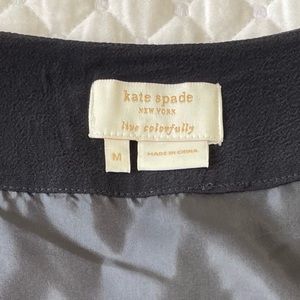 kate spade
NEW YORK
live colorfully
M
MADE IN CHINA